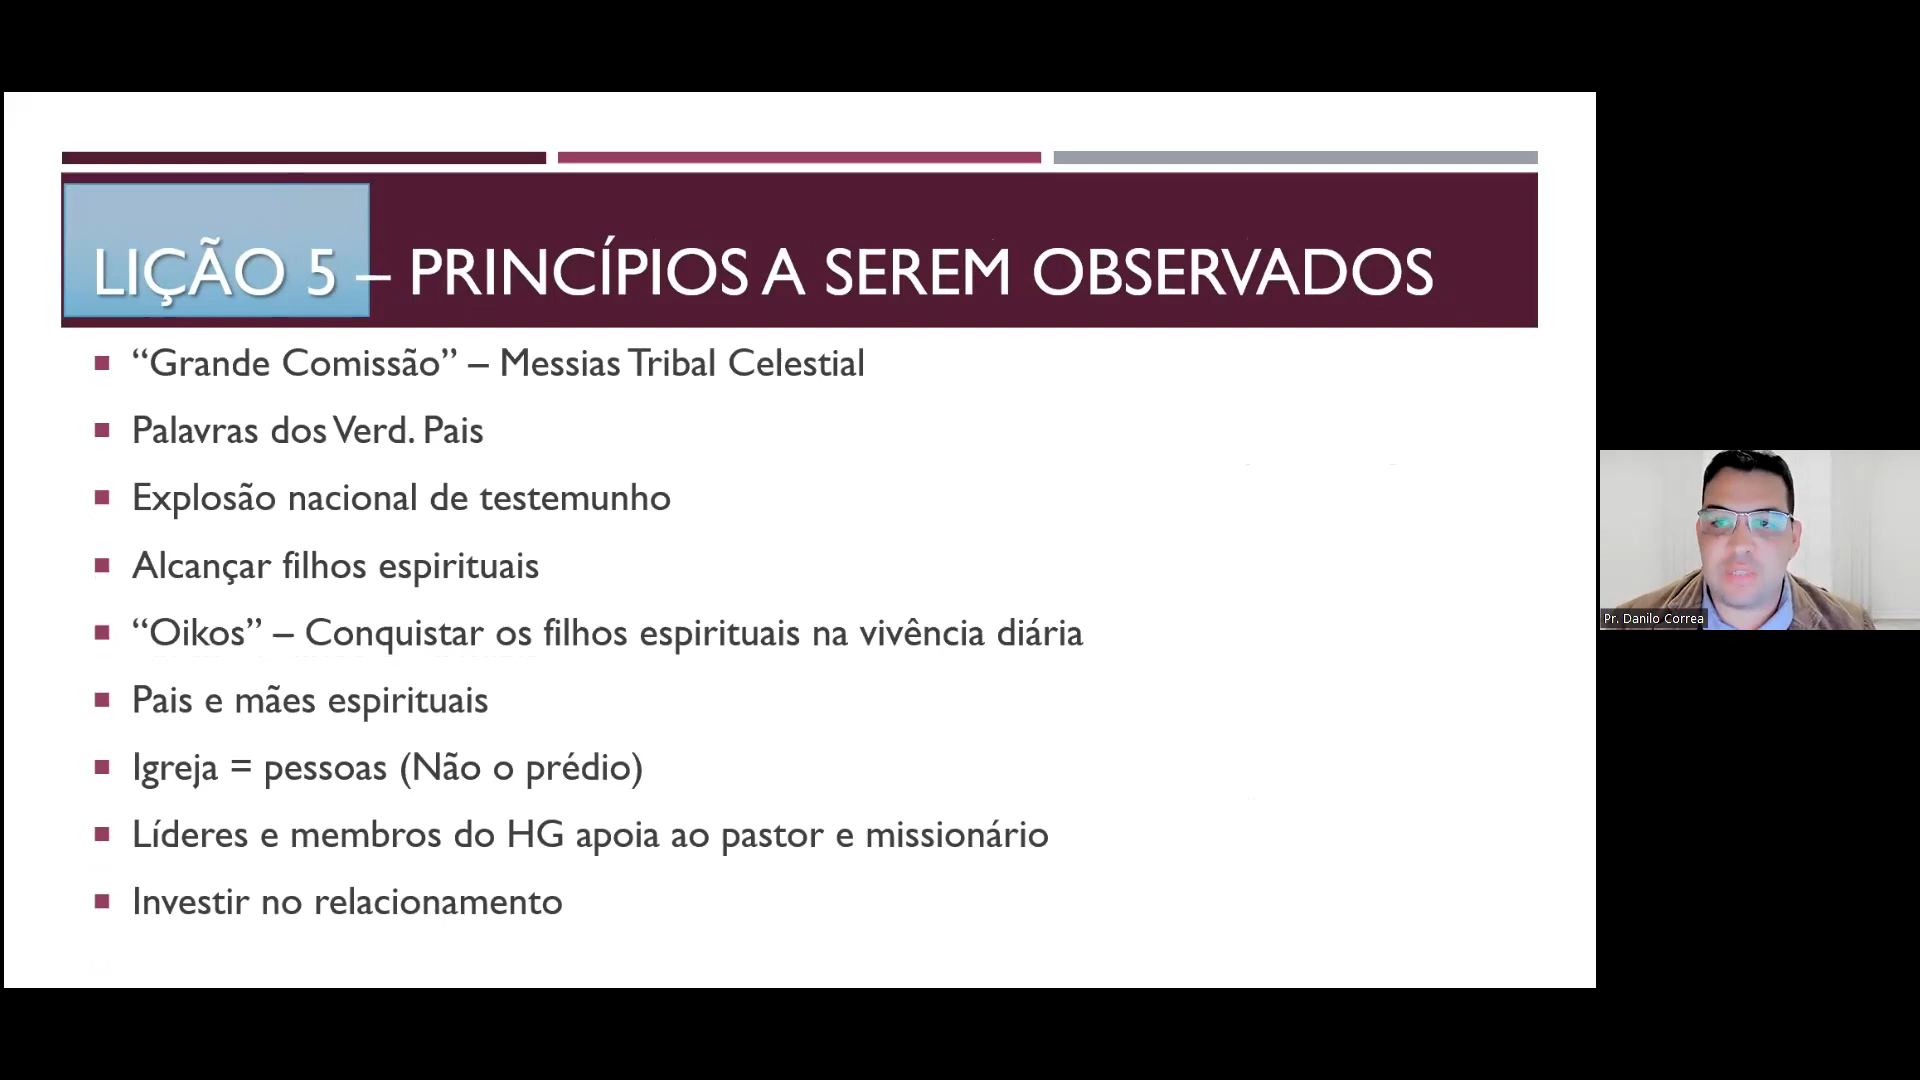 LIÇÃO 5 – PRINCÍPIOS A SEREM OBSERVADOS
“Grande Comissão” – Messias Tribal Celestial
Palavras dos Verd. Pais
Explosão nacional de testemunho
Alcançar filhos espirituais
“Oikos” – Conquistar os filhos espirituais na vivência diária
Pais e mães espirituais
Igreja = pessoas (Não o prédio)
Líderes e membros do HG apoia ao pastor e missionário
Investir no relacionamento
Pr. Danilo Correa